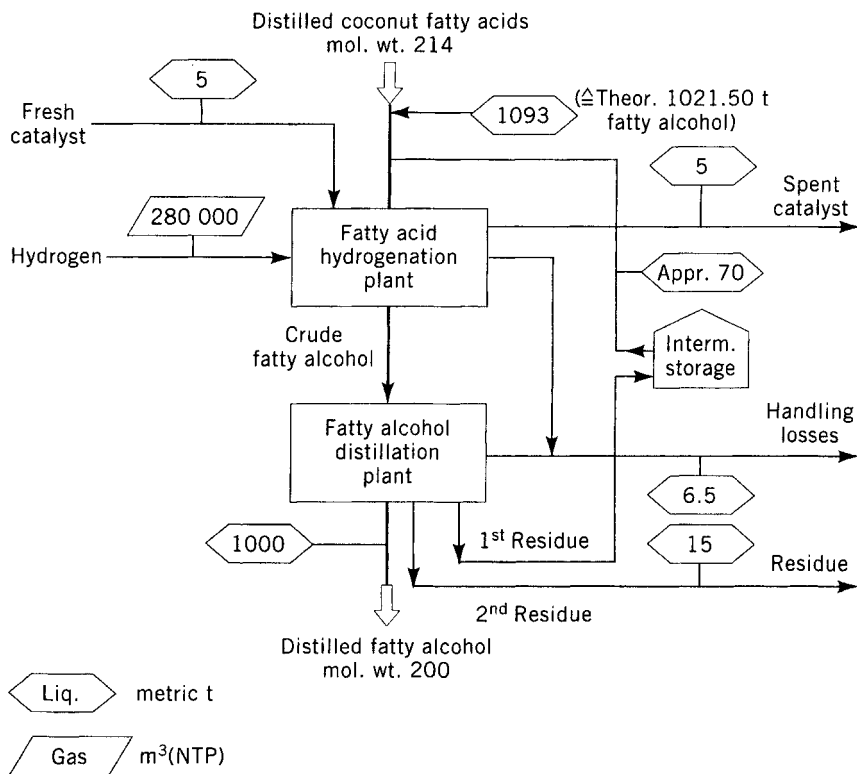 Distilled coconut fatty acids
mol. wt. 214
5
Fresh
catalyst
1093
(≙Theor. 1021.50 t
fatty alcohol)
5
Spent
catalyst
280 000
Hydrogen
Fatty acid
hydrogenation
plant
Appr. 70
Crude
fatty alcohol
Interm.
storage
Fatty alcohol
distillation
plant
Handling
losses
6.5
1000
1st Residue
15
Residue
2nd Residue
Distilled fatty alcohol
mol. wt. 200
Liq.
metric t
Gas
m³(NTP)